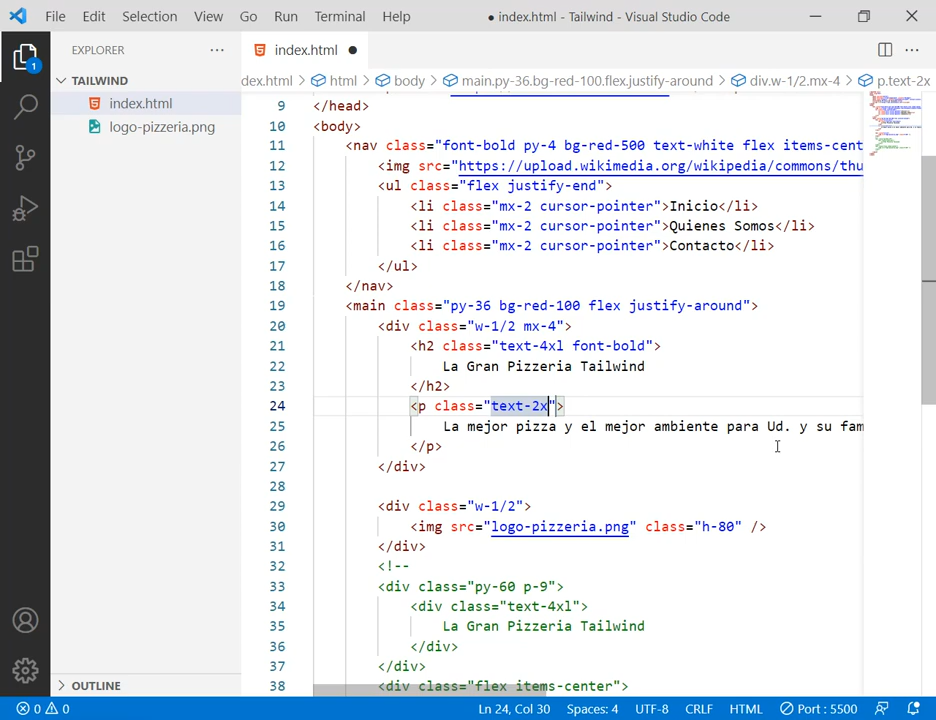 File Edit Selection View Go Run Terminal Help ● index.html - Tailwind - Visual Studio Code
EXPLORER
index.html
TAILWIND
index.html
logo-pizzeria.png
OUTLINE
dex.html > html > body > main.py-36.bg-red-100.flex.justify-around > div.w-1/2.mx-4 > p.text-2x
9 </head>
10 <body>
11 <nav class="font-bold py-4 bg-red-500 text-white flex items-cent
12 <img src="https://upload.wikimedia.org/wikipedia/commons/thu
13 <ul class="flex justify-end">
14 <li class="mx-2 cursor-pointer">Inicio</li>
15 <li class="mx-2 cursor-pointer">Quienes Somos</li>
16 <li class="mx-2 cursor-pointer">Contacto</li>
17 </ul>
18 </nav>
19 <main class="py-36 bg-red-100 flex justify-around">
20 <div class="w-1/2 mx-4">
21 <h2 class="text-4xl font-bold">
22 La Gran Pizzeria Tailwind
23 </h2>
24 <p class="text-2x">
25 La mejor pizza y el mejor ambiente para Ud. y su fam
26 </p>
27 </div>
28
29 <div class="w-1/2">
30 <img src="logo-pizzeria.png" class="h-80" />
31 </div>
32 <!--
33 <div class="py-60 p-9">
34 <div class="text-4xl">
35 La Gran Pizzeria Tailwind
36 </div>
37 </div>
38 <div class="flex items-center">
1
0 0 Ln 24, Col 30 Spaces: 4 UTF-8 CRLF HTML Port : 5500